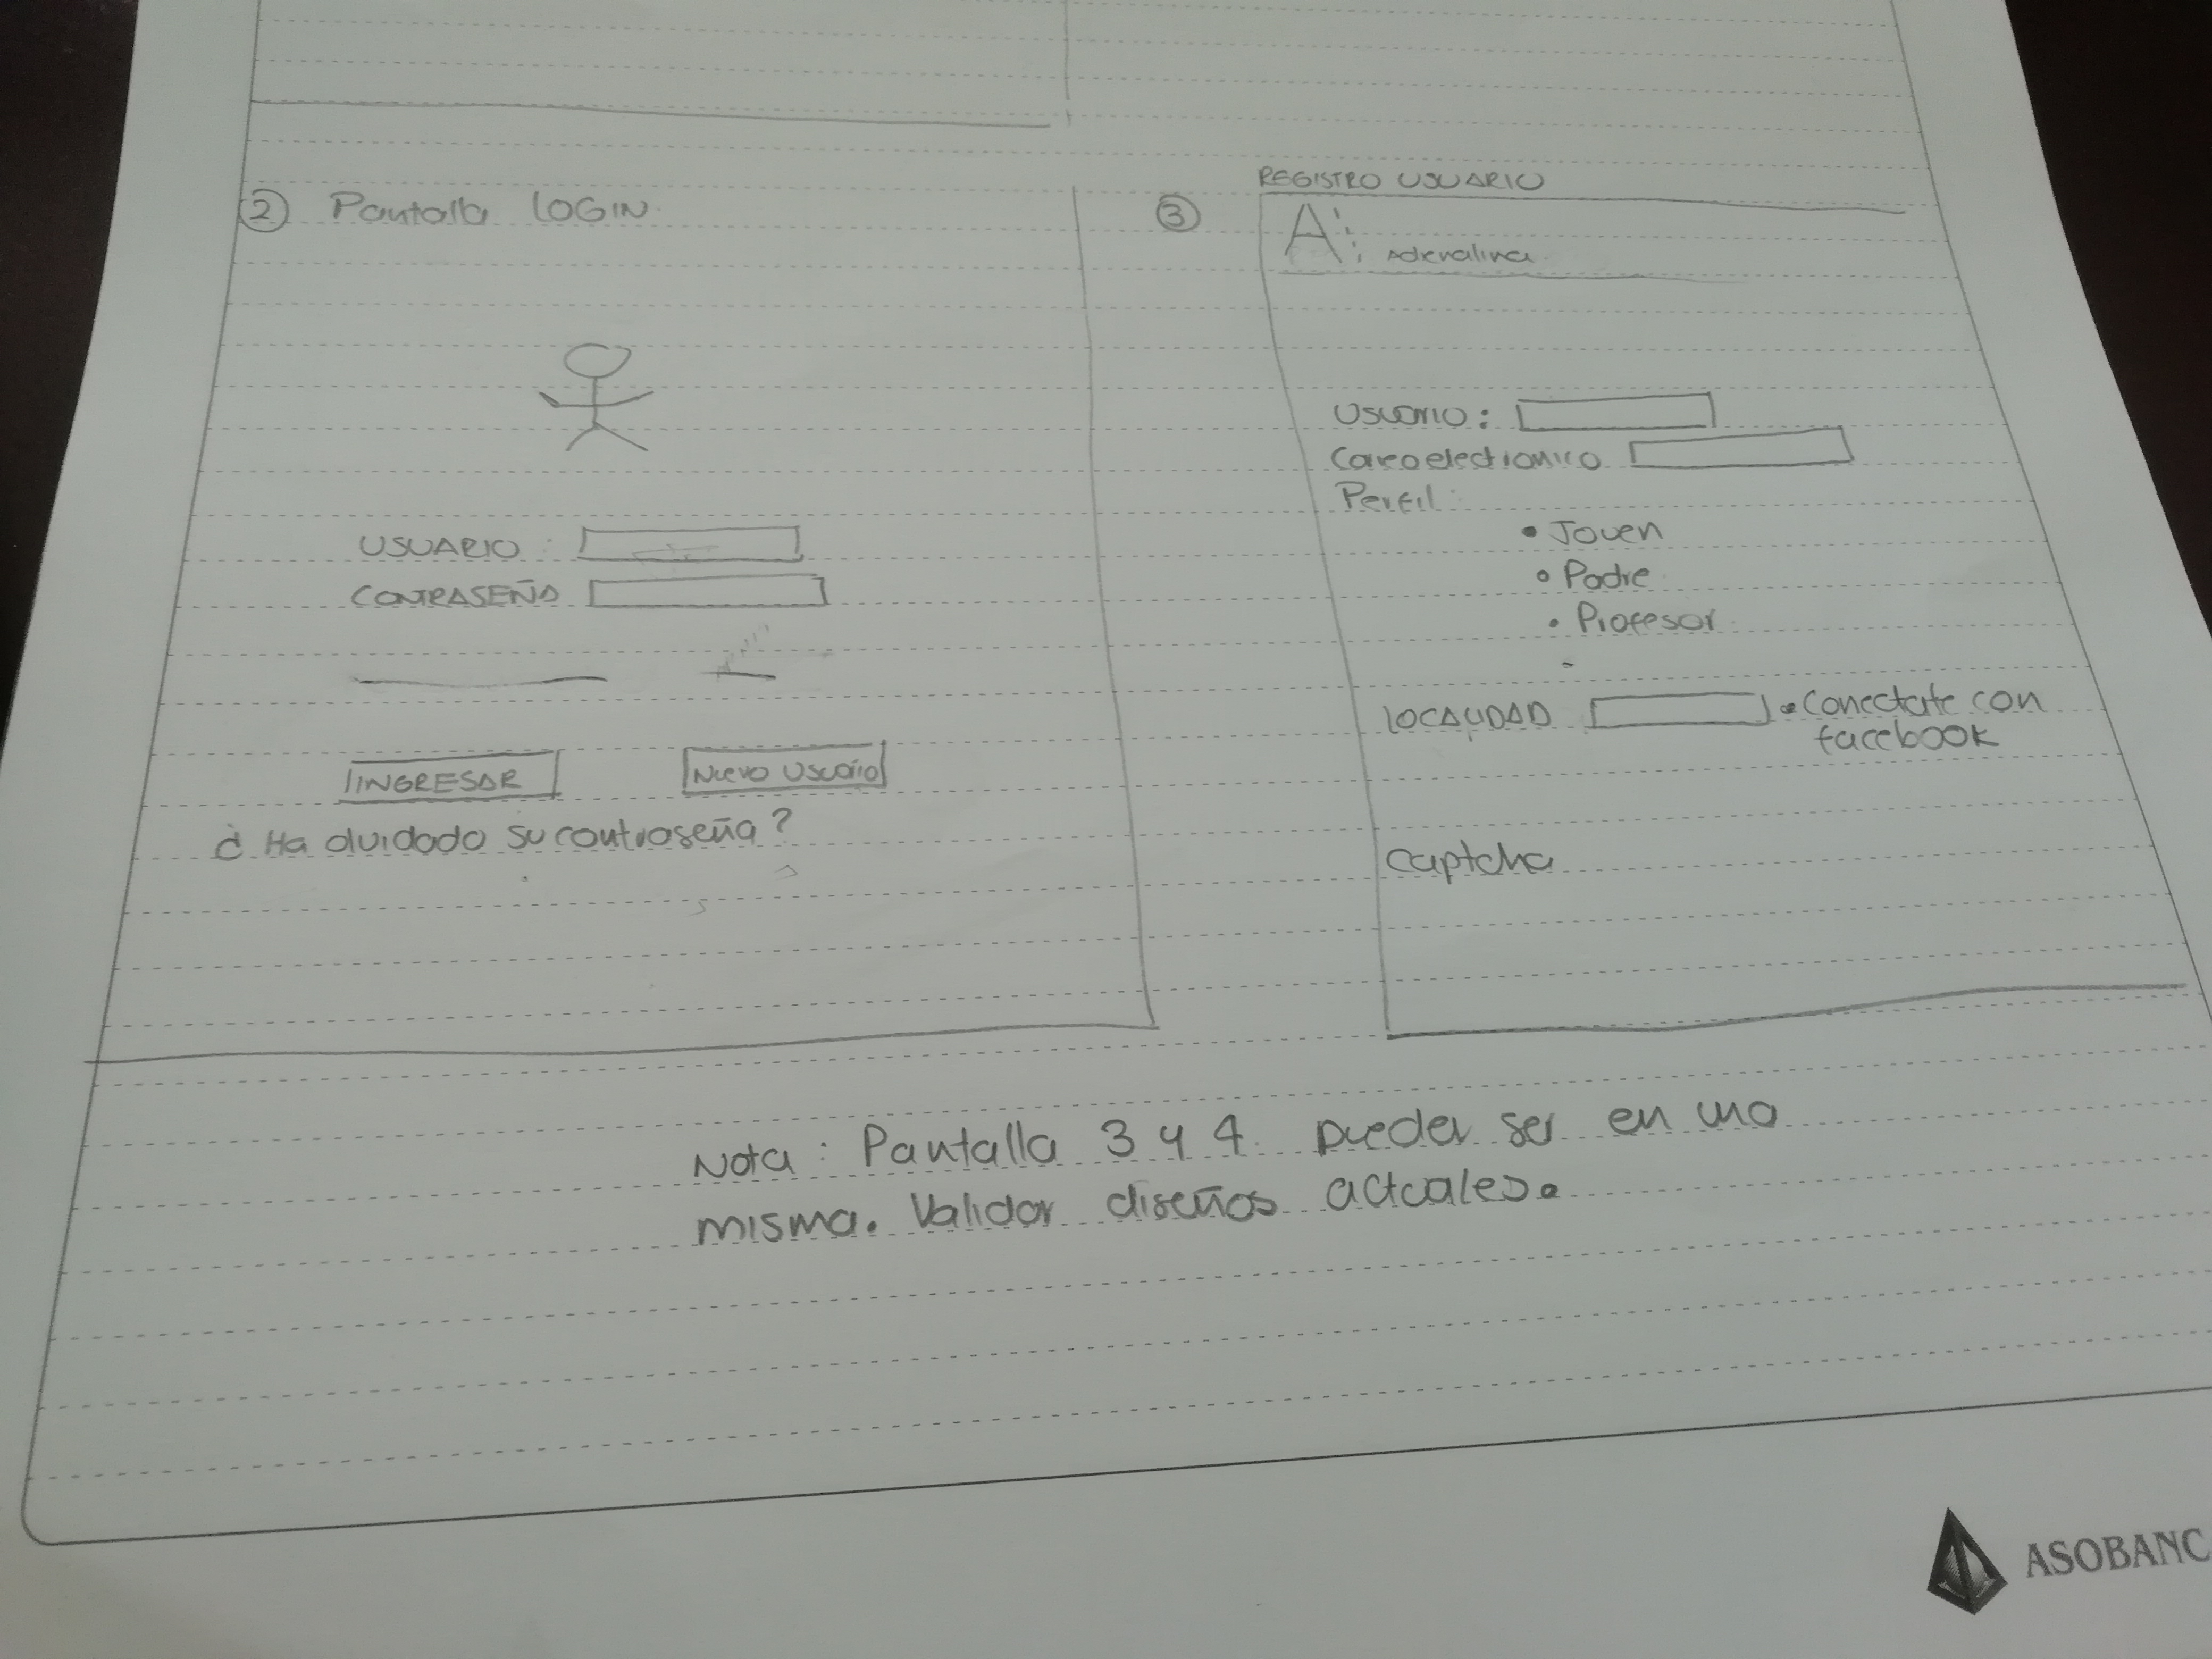 ② Pantalla LOGIN
USUARIO :
CONTRASEÑA
INGRESAR
Nuevo Usuario
¿ Ha olvidado su contraseña ?
REGISTRO USUARIO
③
A:
Adrenalina
Usuario :
Correo electronico
Perfil :
• Joven
• Padre
• Profesor
LOCALIDAD
• Conectate con
facebook
Captcha
Nota : Pantalla 3 y 4 pueden ser en una
misma. Validar diseños actuales.
ASOBANC